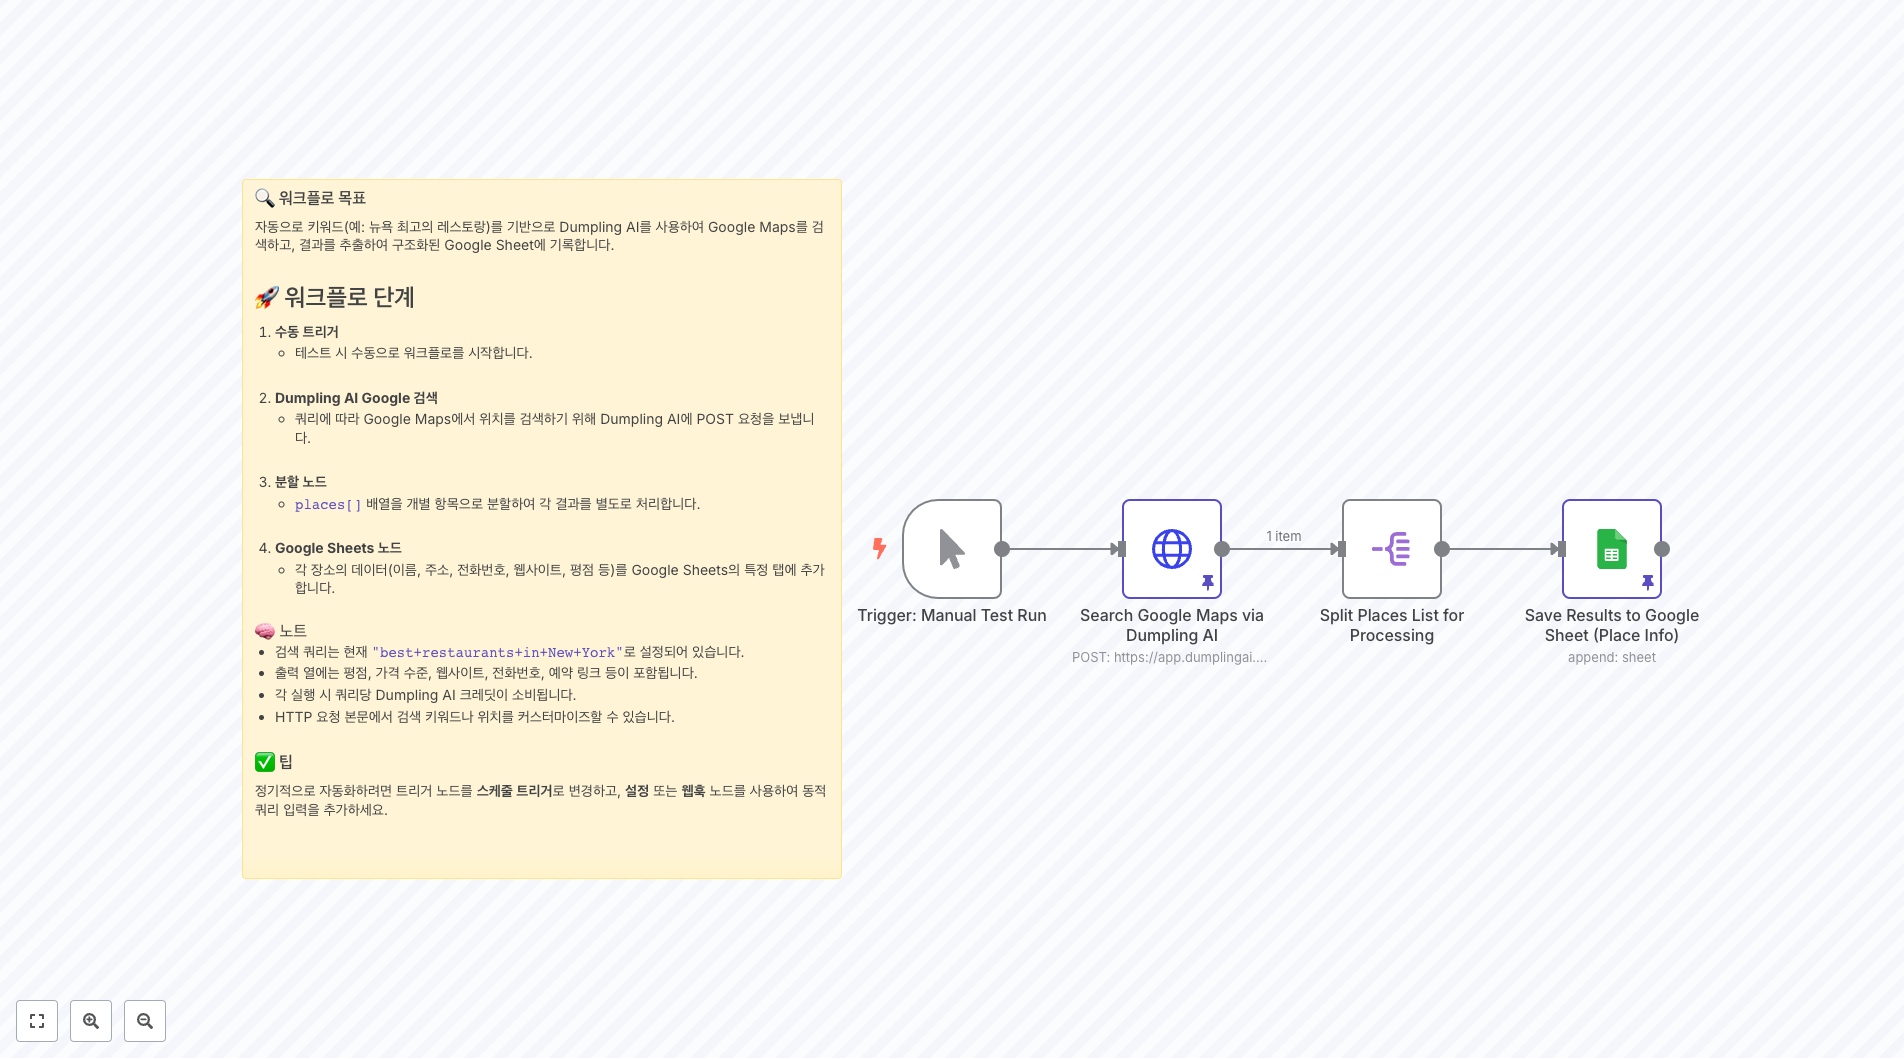 🔍 워크플로 목표
자동으로 키워드(예: 뉴욕 최고의 레스토랑)를 기반으로 Dumpling AI를 사용하여 Google Maps를 검
색하고, 결과를 추출하여 구조화된 Google Sheet에 기록합니다.
🚀 워크플로 단계
1. 수동 트리거
테스트 시 수동으로 워크플로를 시작합니다.
2. Dumpling AI Google 검색
쿼리에 따라 Google Maps에서 위치를 검색하기 위해 Dumpling AI에 POST 요청을 보냅니
다.
3. 분할 노드
places[] 배열을 개별 항목으로 분할하여 각 결과를 별도로 처리합니다.
4. Google Sheets 노드
각 장소의 데이터(이름, 주소, 전화번호, 웹사이트, 평점 등)를 Google Sheets의 특정 탭에 추가
합니다.
🧠 노트
검색 쿼리는 현재 "best+restaurants+in+New+York"로 설정되어 있습니다.
출력 열에는 평점, 가격 수준, 웹사이트, 전화번호, 예약 링크 등이 포함됩니다.
각 실행 시 쿼리당 Dumpling AI 크레딧이 소비됩니다.
HTTP 요청 본문에서 검색 키워드나 위치를 커스터마이즈할 수 있습니다.
✅ 팁
정기적으로 자동화하려면 트리거 노드를 스케줄 트리거로 변경하고, 설정 또는 웹훅 노드를 사용하여 동적
쿼리 입력을 추가하세요.
Trigger: Manual Test Run
Search Google Maps via
Dumpling AI
POST: https://app.dumplingai....
1 item
Split Places List for
Processing
Save Results to Google
Sheet (Place Info)
append: sheet